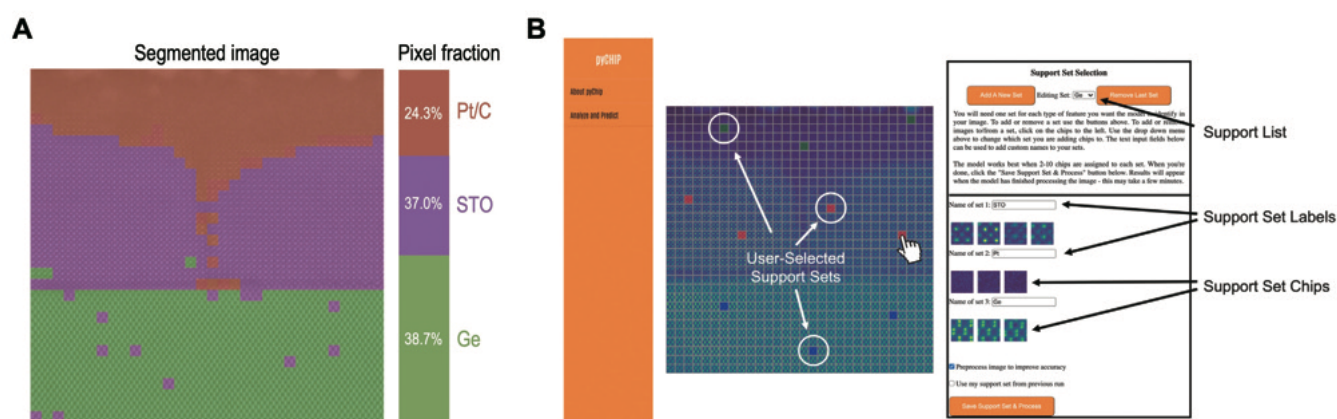 A
Segmented image
Pixel fraction
24.3%
Pt/C
37.0%
STO
38.7%
Ge
B
pyCHIP
About pyChip
Analyze and Predict
User-Selected
Support Sets
Support Set Selection
Add A New Set
Editing Set:
Ge
Remove Last Set
You will need one set for each type of feature you want the model to identify in
your image. To add or remove a set use the buttons above. To add or remove
images to/from a set, click on the chips to the left. Use the drop down menu
above to change which set you are adding chips to. The text input fields below
can be used to add custom names to your sets.
The model works best when 2-10 chips are assigned to each set. When you're
done, click the "Save Support Set & Process" button below. Results will appear
when the model has finished processing the image - this may take a few minutes.
Name of set 1: STO
Name of set 2: Pt
Name of set 3: Ge
Preprocess image to improve accuracy
Use my support set from previous run
Save Support Set & Process
Support List
Support Set Labels
Support Set Chips